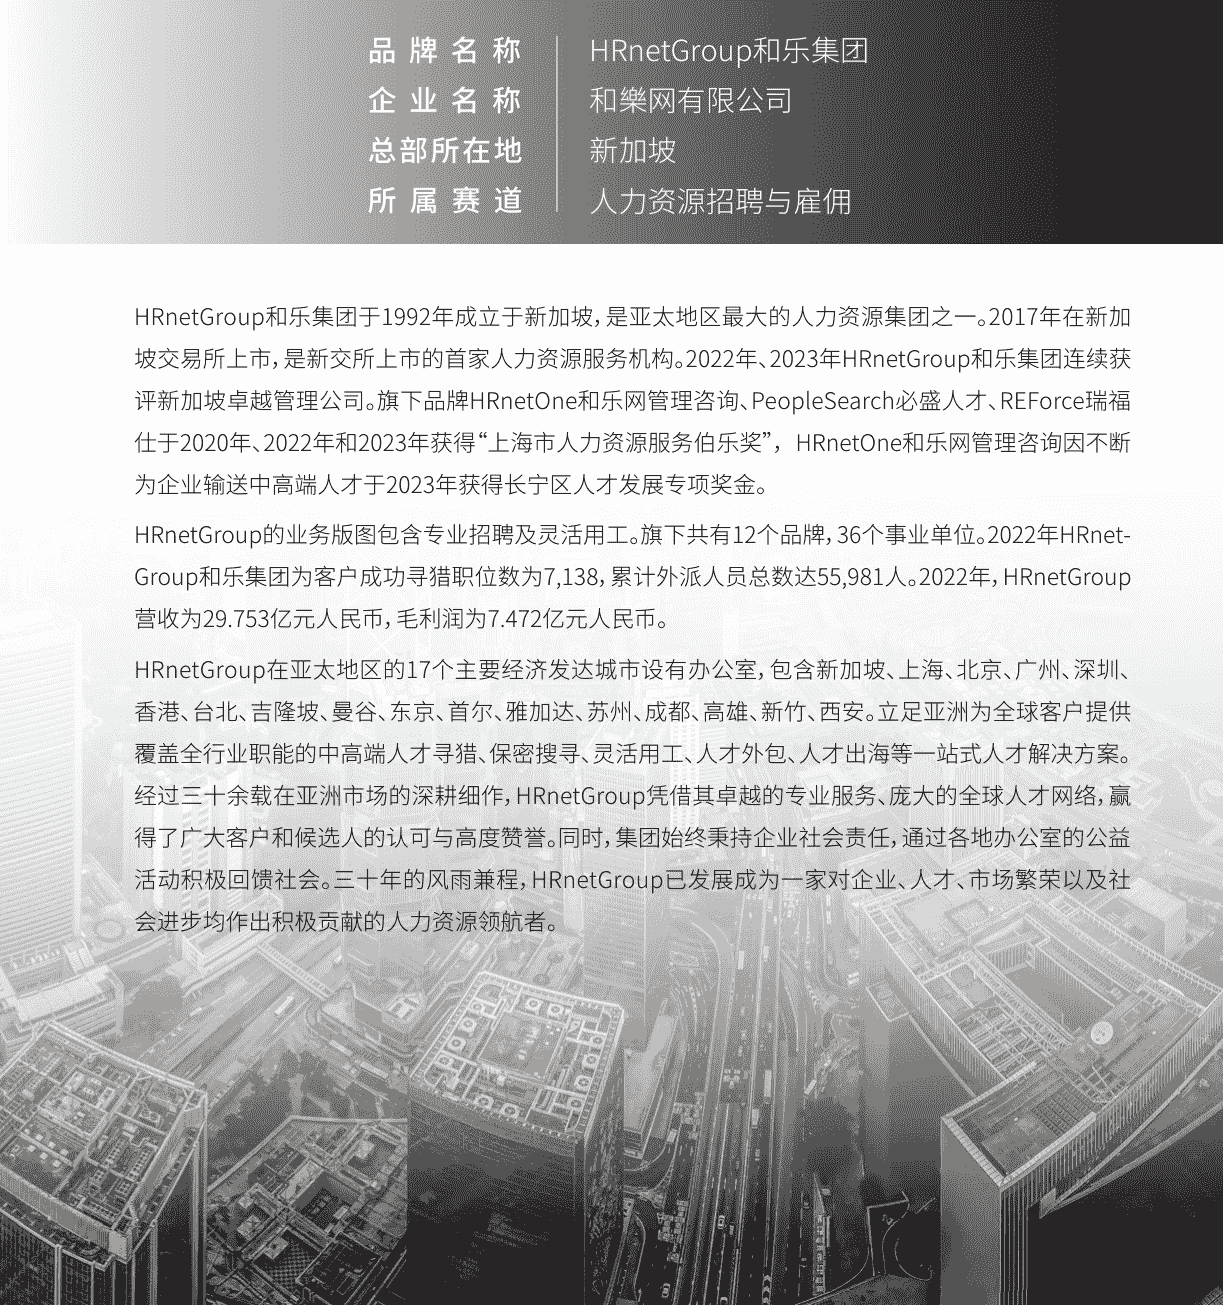 品牌名称 HRnetGroup和乐集团
企业名称 和樂网有限公司
总部所在地 新加坡
所属赛道 人力资源招聘与雇佣
HRnetGroup和乐集团于1992年成立于新加坡，是亚太地区最大的人力资源集团之一。2017年在新加
坡交易所上市，是新交所上市的首家人力资源服务机构。2022年、2023年HRnetGroup和乐集团连续获
评新加坡卓越管理公司。旗下品牌HRnetOne和乐网管理咨询、PeopleSearch必盛人才、REForce瑞福
仕于2020年、2022年和2023年获得“上海市人力资源服务伯乐奖”，HRnetOne和乐网管理咨询因不断
为企业输送中高端人才于2023年获得长宁区人才发展专项奖金。
HRnetGroup的业务版图包含专业招聘及灵活用工。旗下共有12个品牌，36个事业单位。2022年HRnet-
Group和乐集团为客户成功寻猎职位数为7,138，累计外派人员总数达55,981人。2022年，HRnetGroup
营收为29.753亿元人民币，毛利润为7.472亿元人民币。
HRnetGroup在亚太地区的17个主要经济发达城市设有办公室，包含新加坡、上海、北京、广州、深圳、
香港、台北、吉隆坡、曼谷、东京、首尔、雅加达、苏州、成都、高雄、新竹、西安。立足亚洲为全球客户提供
覆盖全行业职能的中高端人才寻猎、保密搜寻、灵活用工、人才外包、人才出海等一站式人才解决方案。
经过三十余载在亚洲市场的深耕细作，HRnetGroup凭借其卓越的专业服务、庞大的全球人才网络，赢
得了广大客户和候选人的认可与高度赞誉。同时，集团始终秉持企业社会责任，通过各地办公室的公益
活动积极回馈社会。三十年的风雨兼程，HRnetGroup已发展成为一家对企业、人才、市场繁荣以及社
会进步均作出积极贡献的人力资源领航者。